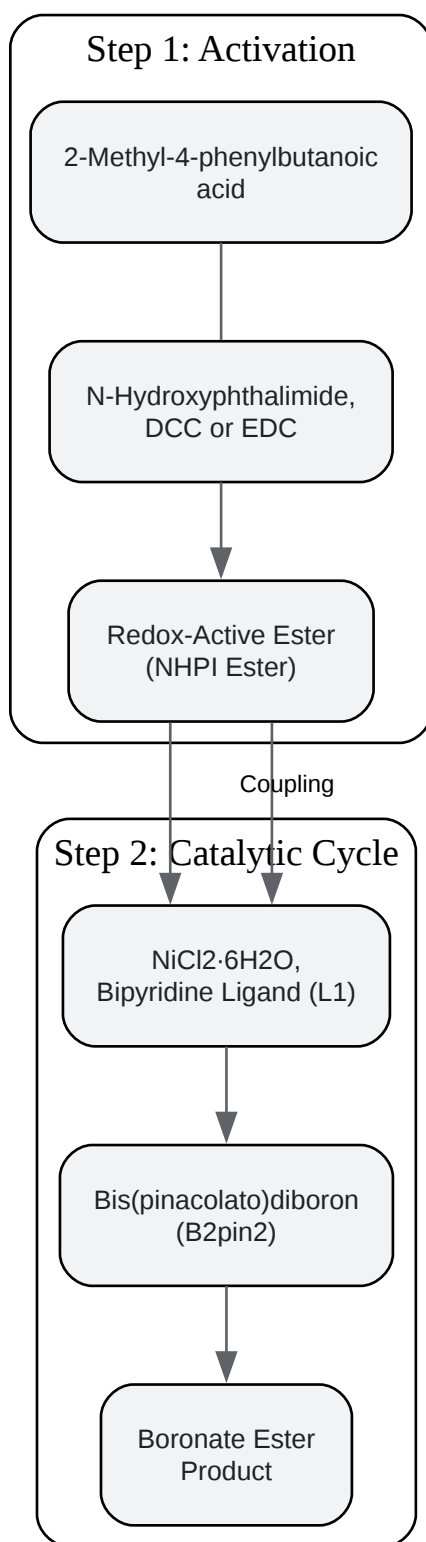 Step 1: Activation
2-Methyl-4-phenylbutanoic
acid
N-Hydroxyphthalimide,
DCC or EDC
Redox-Active Ester
(NHPI Ester)
Coupling
Step 2: Catalytic Cycle
NiCl2·6H2O,
Bipyridine Ligand (L1)
Bis(pinacolato)diboron
(B2pin2)
Boronate Ester
Product